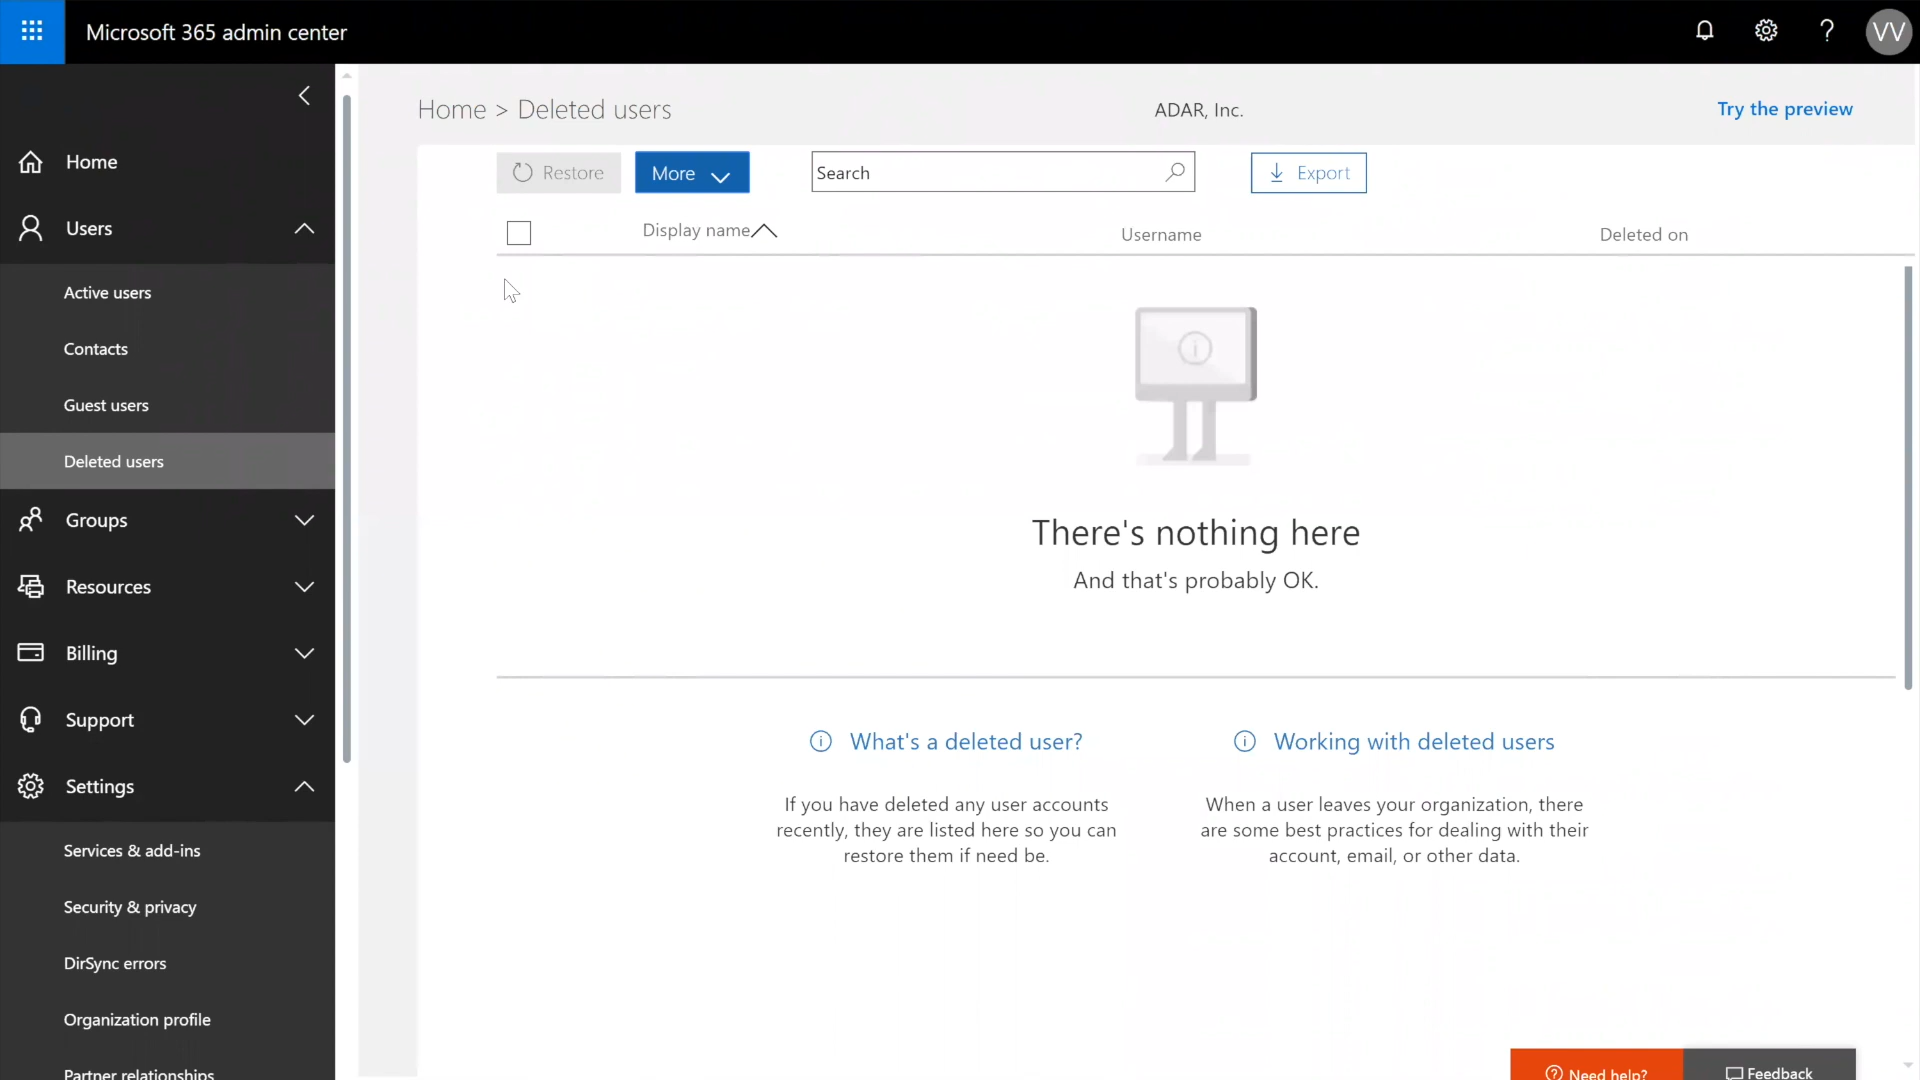 Microsoft 365 admin center
VV
Home > Deleted users
ADAR, Inc.
Try the preview
Home
Users
Active users
Contacts
Guest users
Deleted users
Groups
Resources
Billing
Support
Settings
Services & add-ins
Security & privacy
DirSync errors
Organization profile
Partner relationships
Restore
More
Search
Export
Display name
Username
Deleted on
There's nothing here
And that's probably OK.
What's a deleted user?
If you have deleted any user accounts
recently, they are listed here so you can
restore them if need be.
Working with deleted users
When a user leaves your organization, there
are some best practices for dealing with their
account, email, or other data.
Need help?
Feedback